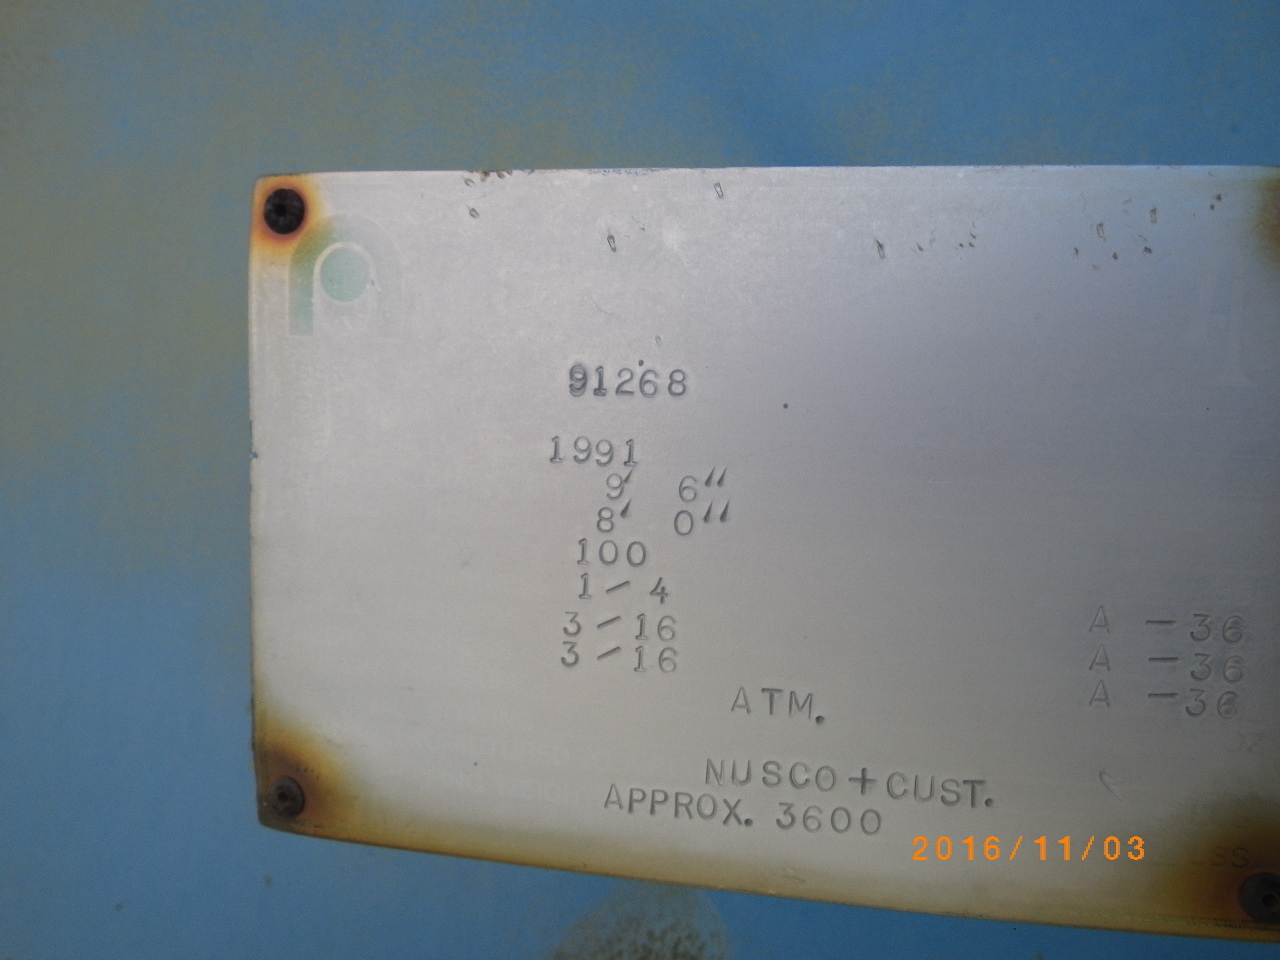 91268
1991
9' 6"
8' 0"
100
1-4
3-16 A-36
3-16 A-36
A-36
ATM.
NUSCO+CUST.
APPROX. 3600
2016/11/03
SS